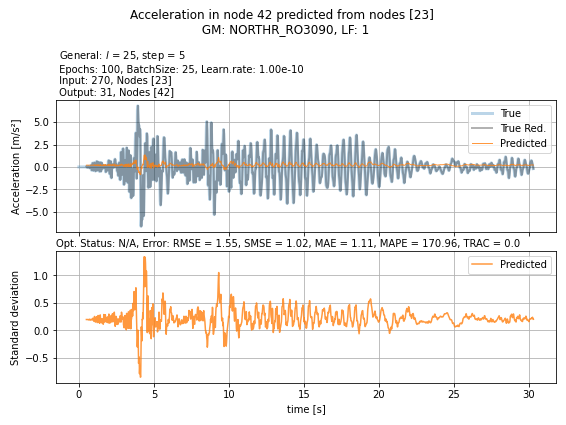 Acceleration in node 42 predicted from nodes [23]
GM: NORTHR_RO3090, LF: 1
General: l = 25, step = 5
Epochs: 100, BatchSize: 25, Learn.rate: 1.00e-10
Input: 270, Nodes [23]
Output: 31, Nodes [42]
Acceleration [m/s²]
5.0
2.5
0.0
−2.5
−5.0
True
True Red.
Predicted
Opt. Status: N/A, Error: RMSE = 1.55, SMSE = 1.02, MAE = 1.11, MAPE = 170.96, TRAC = 0.0
Standard deviation
1.0
0.5
0.0
−0.5
Predicted
0 5 10 15 20 25 30
time [s]